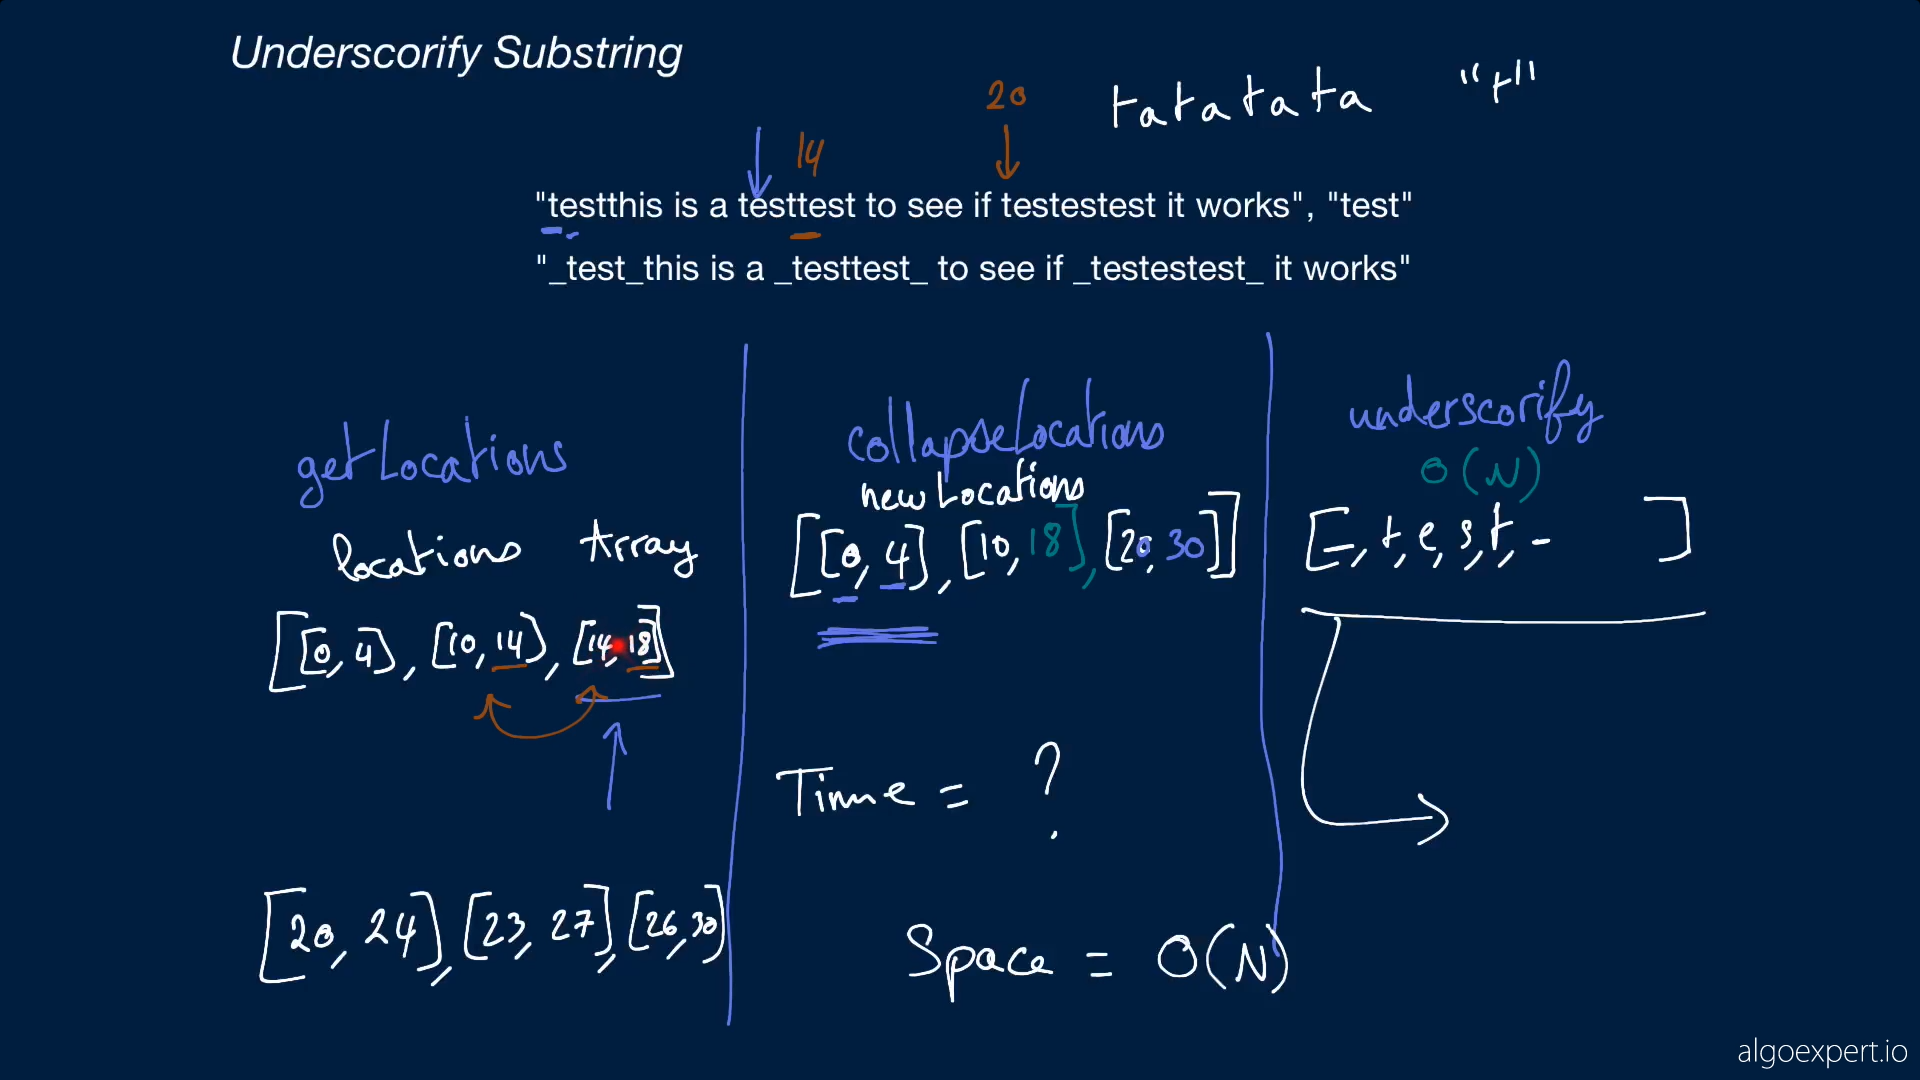 Underscorify Substring
20
tatatata "t"
14
"testthis is a testtest to see if testestest it works", "test"
"_test_this is a _testtest_ to see if _testestest_ it works"
getLocations
locations Array
[[0, 4], [10, 14], [14, 18]]
[20, 24], [23, 27], [26, 30]
collapseLocations
newLocations
[[0, 4], [10, 18], [20, 30]]
Time = ?
Space = O(N)
underscorify
O(N)
[_, t, e, s, t, _ ]
algoexpert.io